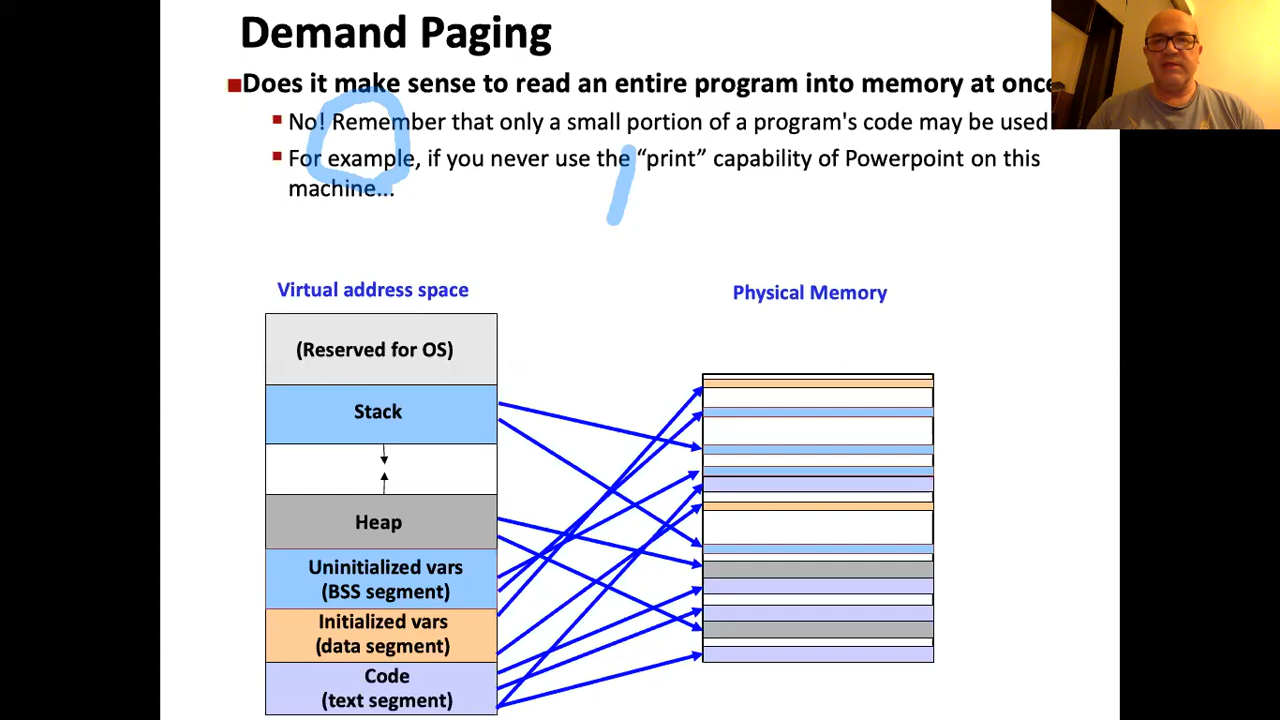 Demand Paging
Does it make sense to read an entire program into memory at once
No! Remember that only a small portion of a program's code may be used!
For example, if you never use the “print” capability of Powerpoint on this
machine...
Virtual address space
Physical Memory
(Reserved for OS)
Stack
Heap
Uninitialized vars
(BSS segment)
Initialized vars
(data segment)
Code
(text segment)